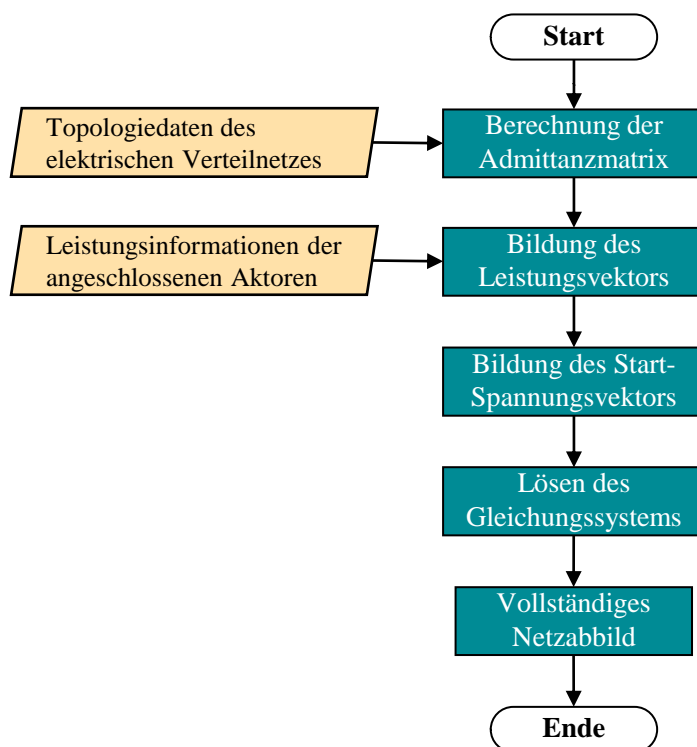 Start
Topologiedaten des
elektrischen Verteilnetzes
Berechnung der
Admittanzmatrix
Leistungsinformationen der
angeschlossenen Aktoren
Bildung des
Leistungsvektors
Bildung des Start-
Spannungsvektors
Lösen des
Gleichungssystems
Vollständiges
Netzabbild
Ende